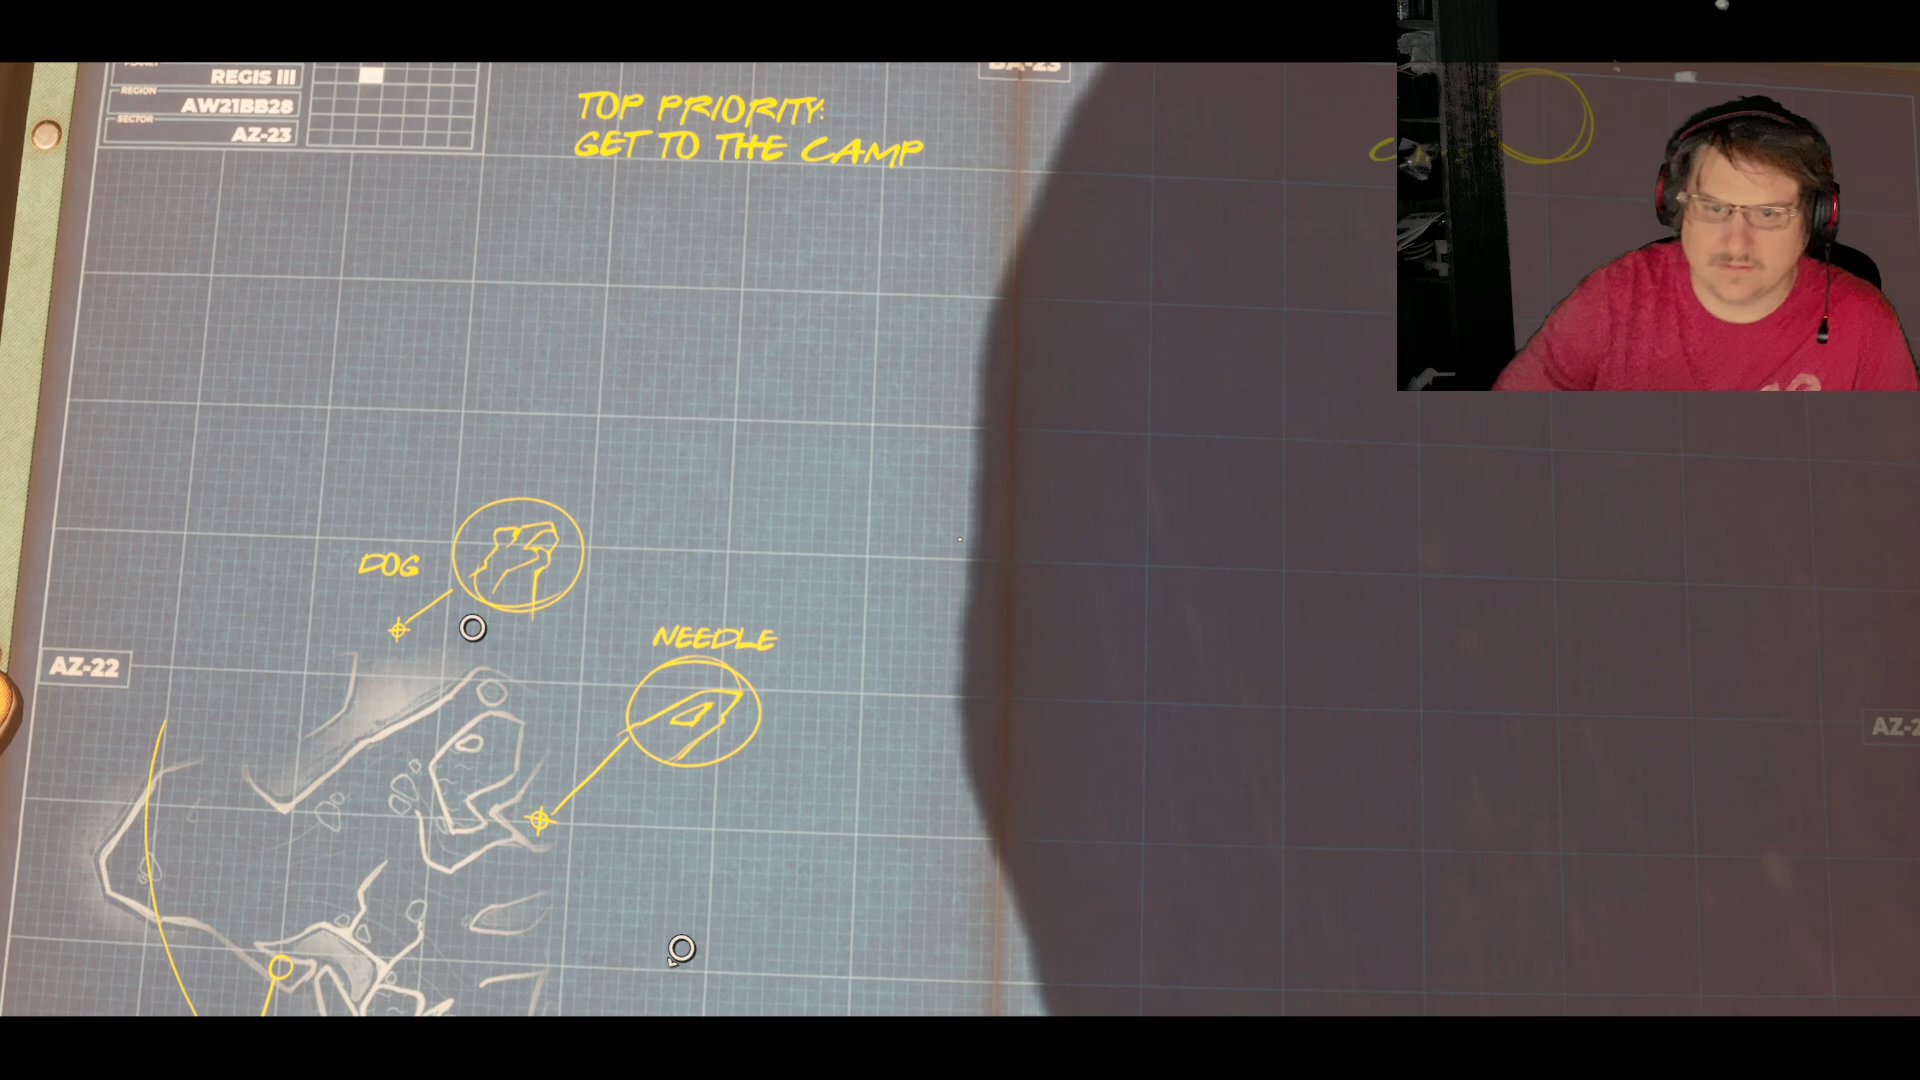 REGIS III
REGION
AW21BB28
SECTOR
AZ-23
TOP PRIORITY:
GET TO THE CAMP
DOG
NEEDLE
AZ-22